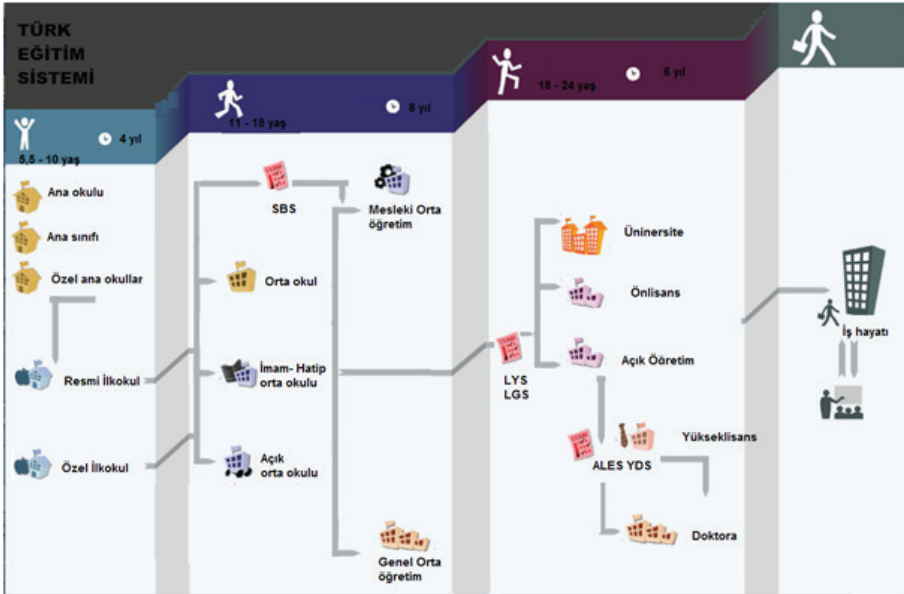 TÜRK
EĞİTİM
SİSTEMİ
4 yıl
5,5 - 10 yaş
Ana okulu
Ana sınıfı
Özel ana okullar
Resmi İlkokul
Özel İlkokul
8 yıl
11 - 18 yaş
SBS
Mesleki Orta
öğretim
Orta okul
İmam- Hatip
orta okulu
Açık
orta okulu
Genel Orta
öğretim
6 yıl
18 - 24 yaş
Üninersite
Önlisans
Açık Öğretim
LYS
LGS
Yükseklisans
ALES YDS
Doktora
İş hayatı